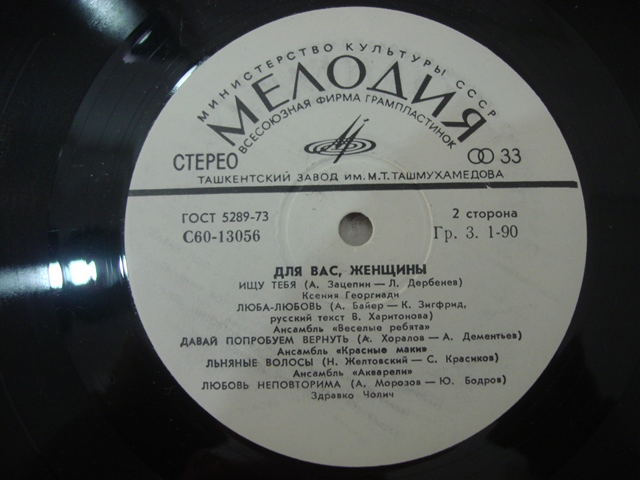 МИНИСТЕРСТВО КУЛЬТУРЫ СССР
МЕЛОДИЯ
ВСЕСОЮЗНАЯ ФИРМА ГРАМПЛАСТИНОК
СТЕРЕО 33
ТАШКЕНТСКИЙ ЗАВОД ИМ. М.Т. ТАШМУХАМЕДОВА
ГОСТ 5289-73 2 сторона
С60-13056 Гр. 3. 1-90
ДЛЯ ВАС, ЖЕНЩИНЫ
ИЩУ ТЕБЯ (А. Зацепин — Л. Дербенев)
Ксения Георгиади
ЛЮБА-ЛЮБОВЬ (А. Байер — К. Зигфрид,
русский текст В. Харитонова)
Ансамбль «Веселые ребята»
ДАВАЙ ПОПРОБУЕМ ВЕРНУТЬ (А. Хоралов — А. Дементьев)
Ансамбль «Красные маки»
ЛЬНЯНЫЕ ВОЛОСЫ (Н. Желтовский — С. Красиков)
Ансамбль «Акварели»
ЛЮБОВЬ НЕПОВТОРИМА (А. Морозов — Ю. Бодров)
Здравко Чолич